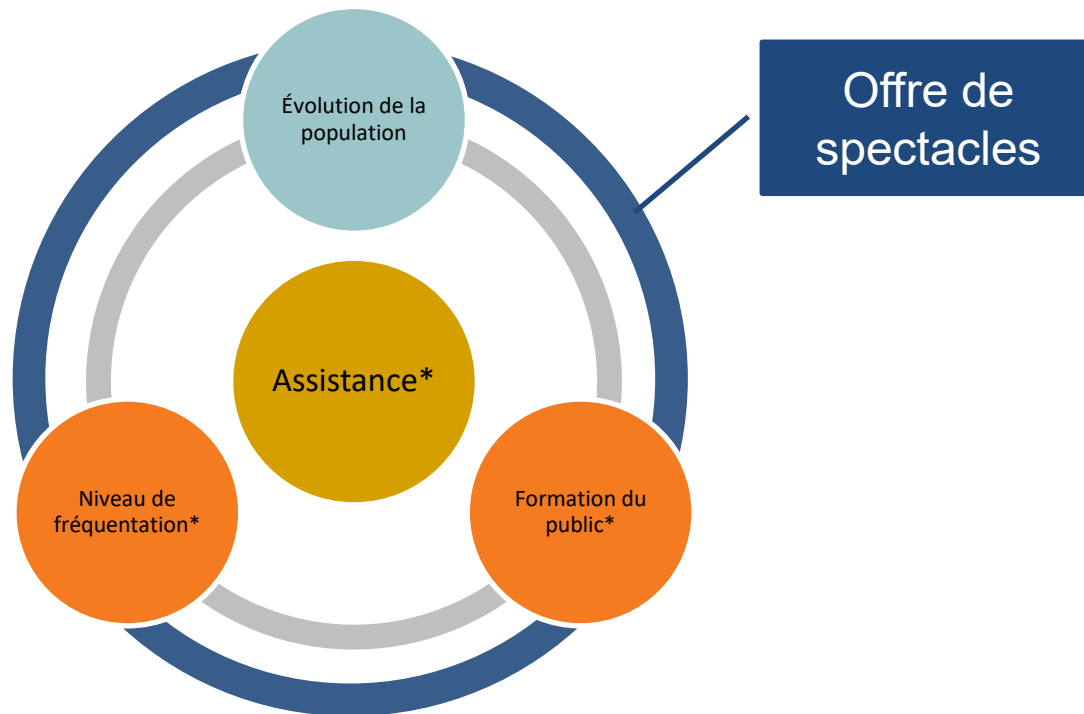 Évolution de la
population
Offre de
spectacles
Assistance*
Niveau de
fréquentation*
Formation du
public*